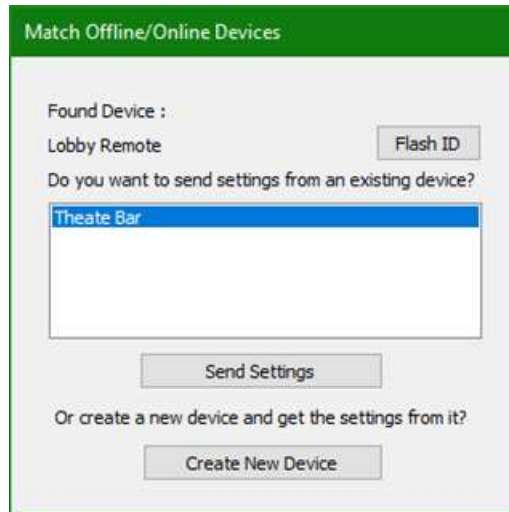 Match Offline/Online Devices
Found Device :
Lobby Remote
Flash ID
Do you want to send settings from an existing device?
Theate Bar
Send Settings
Or create a new device and get the settings from it?
Create New Device